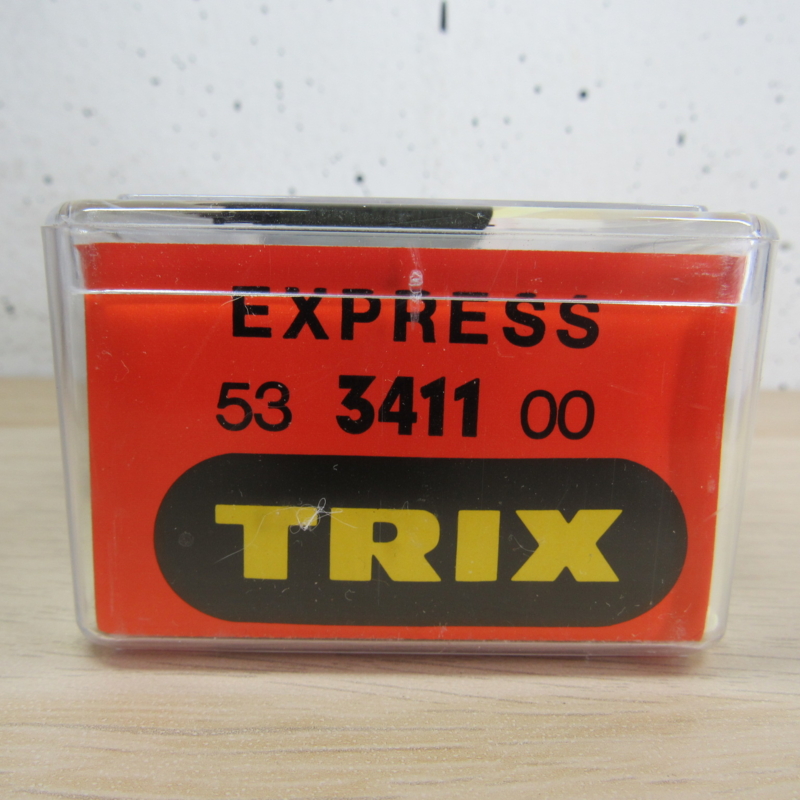 EXPRESS
53 3411 00
TRIX